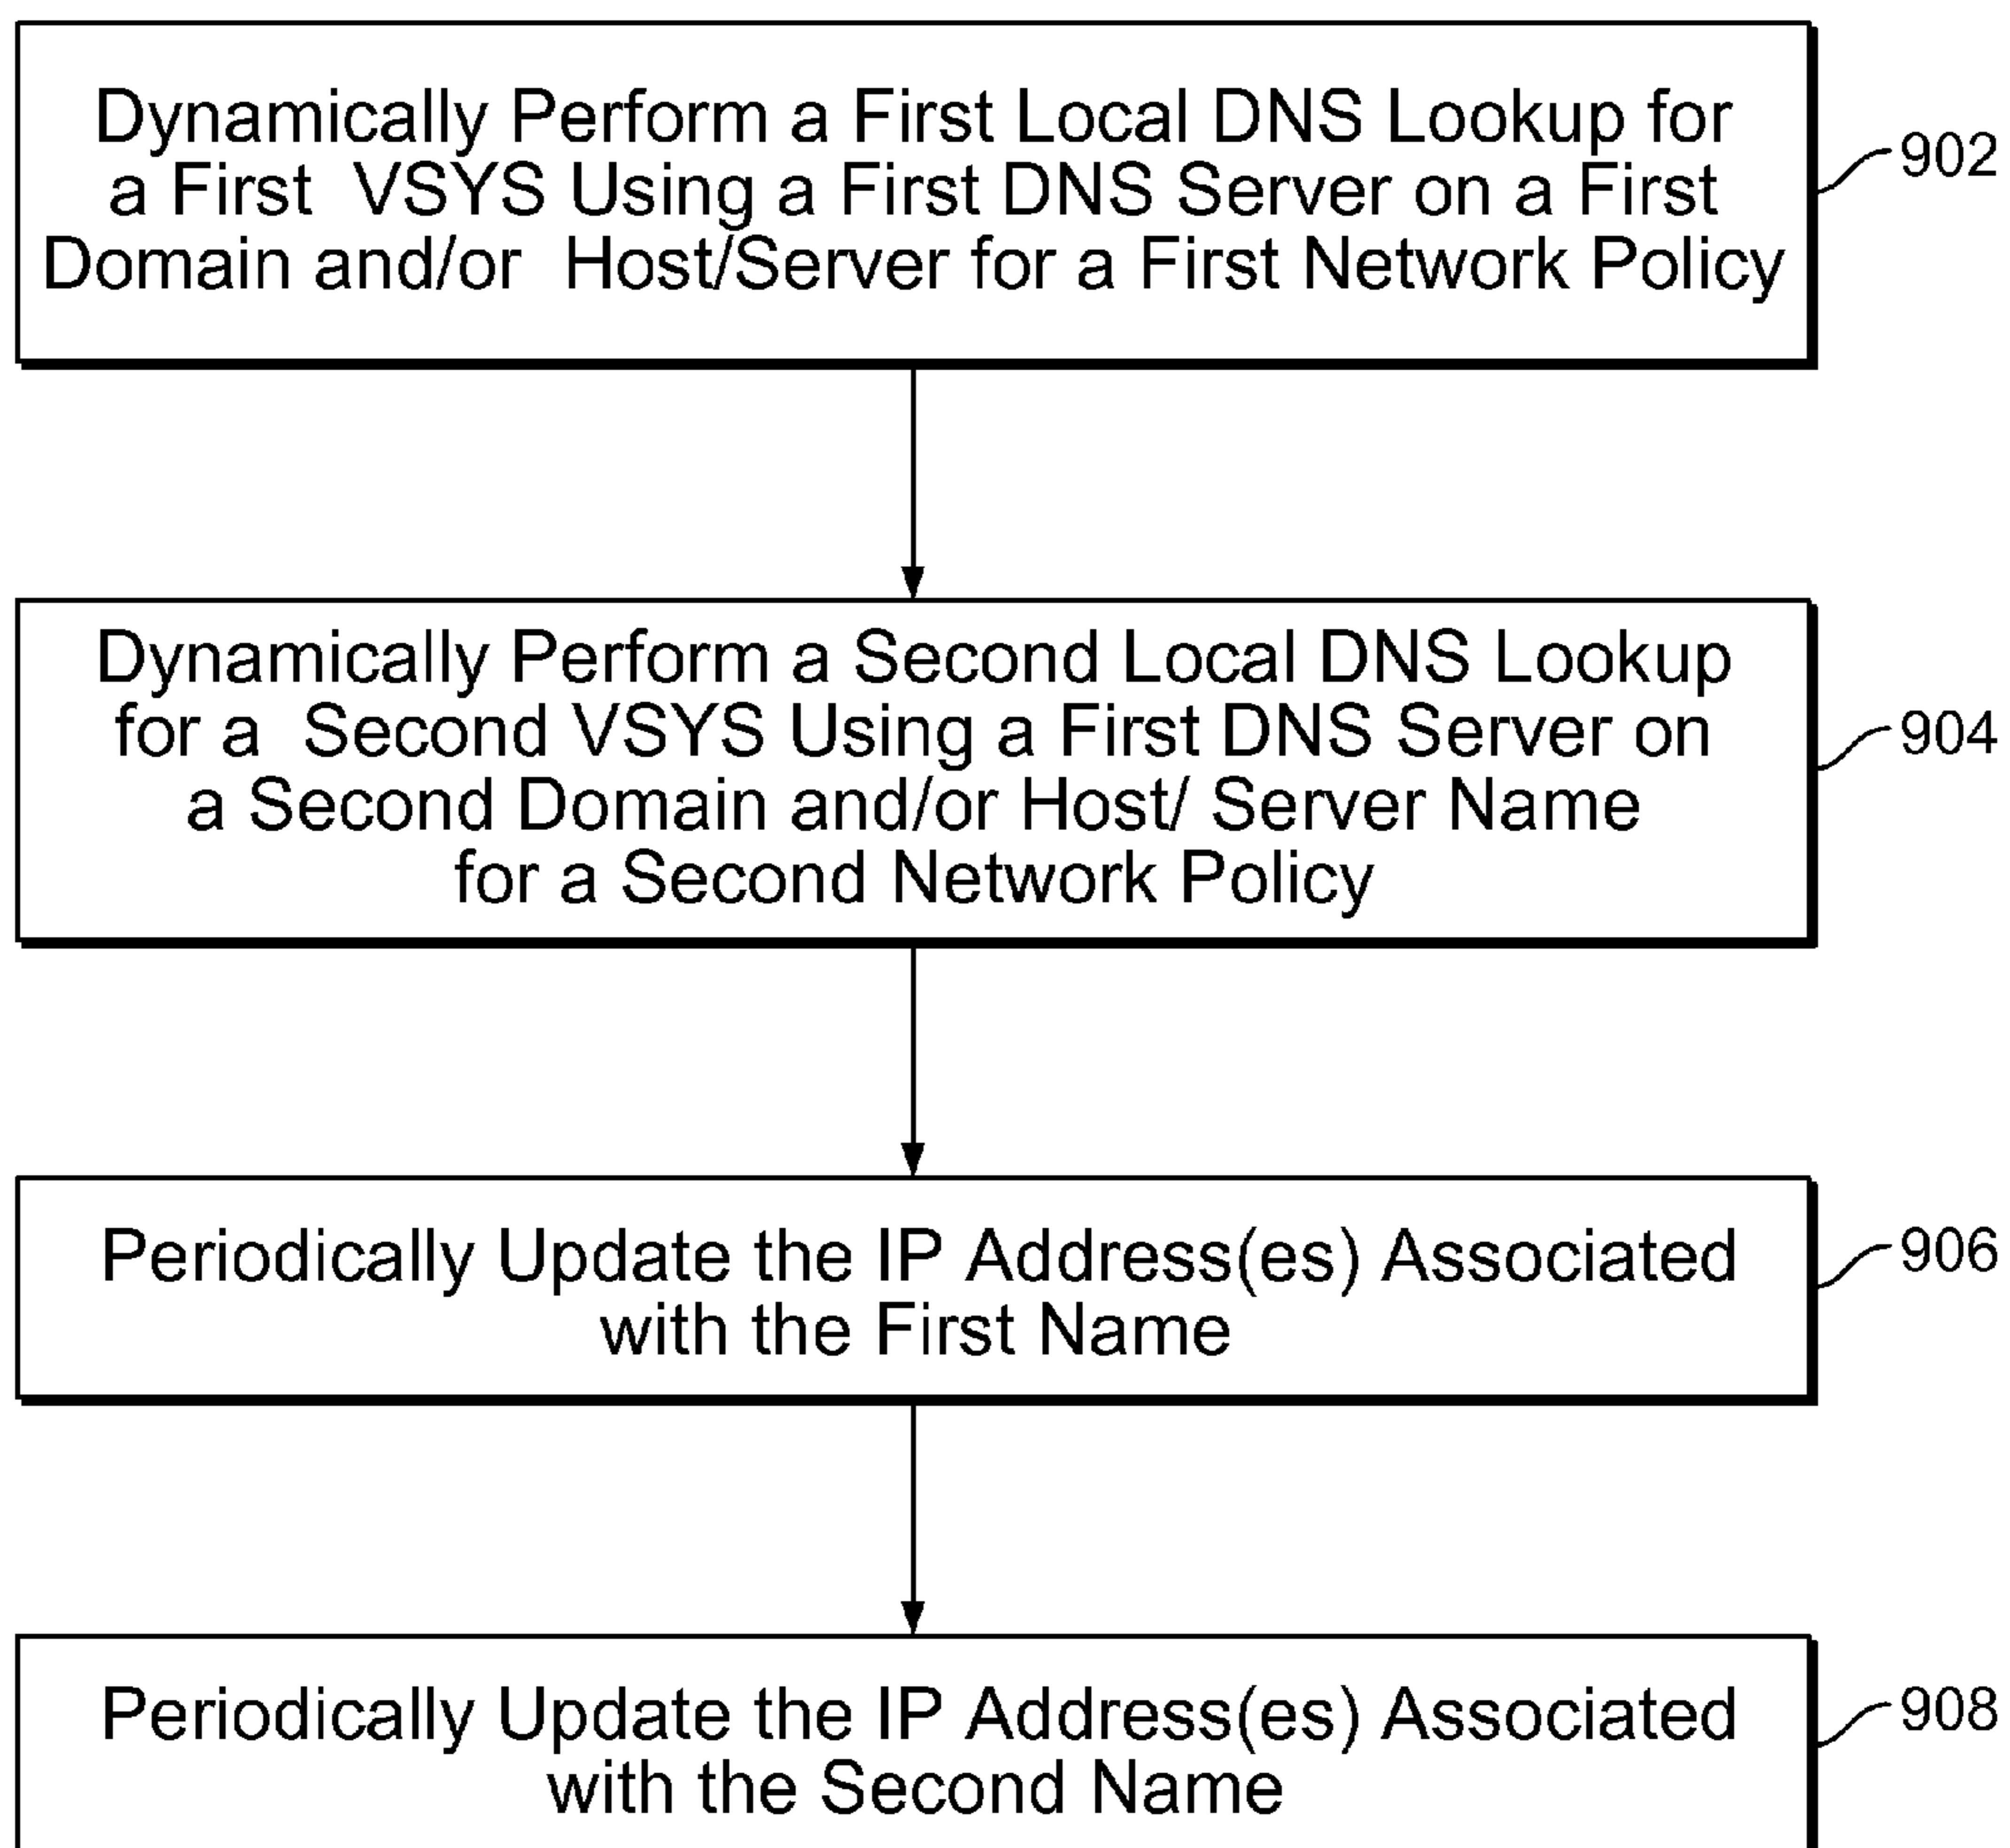 Dynamically Perform a First Local DNS Lookup for
a First VSYS Using a First DNS Server on a First
Domain and/or Host/Server for a First Network Policy
902
Dynamically Perform a Second Local DNS Lookup
for a Second VSYS Using a First DNS Server on
a Second Domain and/or Host/ Server Name
for a Second Network Policy
904
Periodically Update the IP Address(es) Associated
with the First Name
906
Periodically Update the IP Address(es) Associated
with the Second Name
908